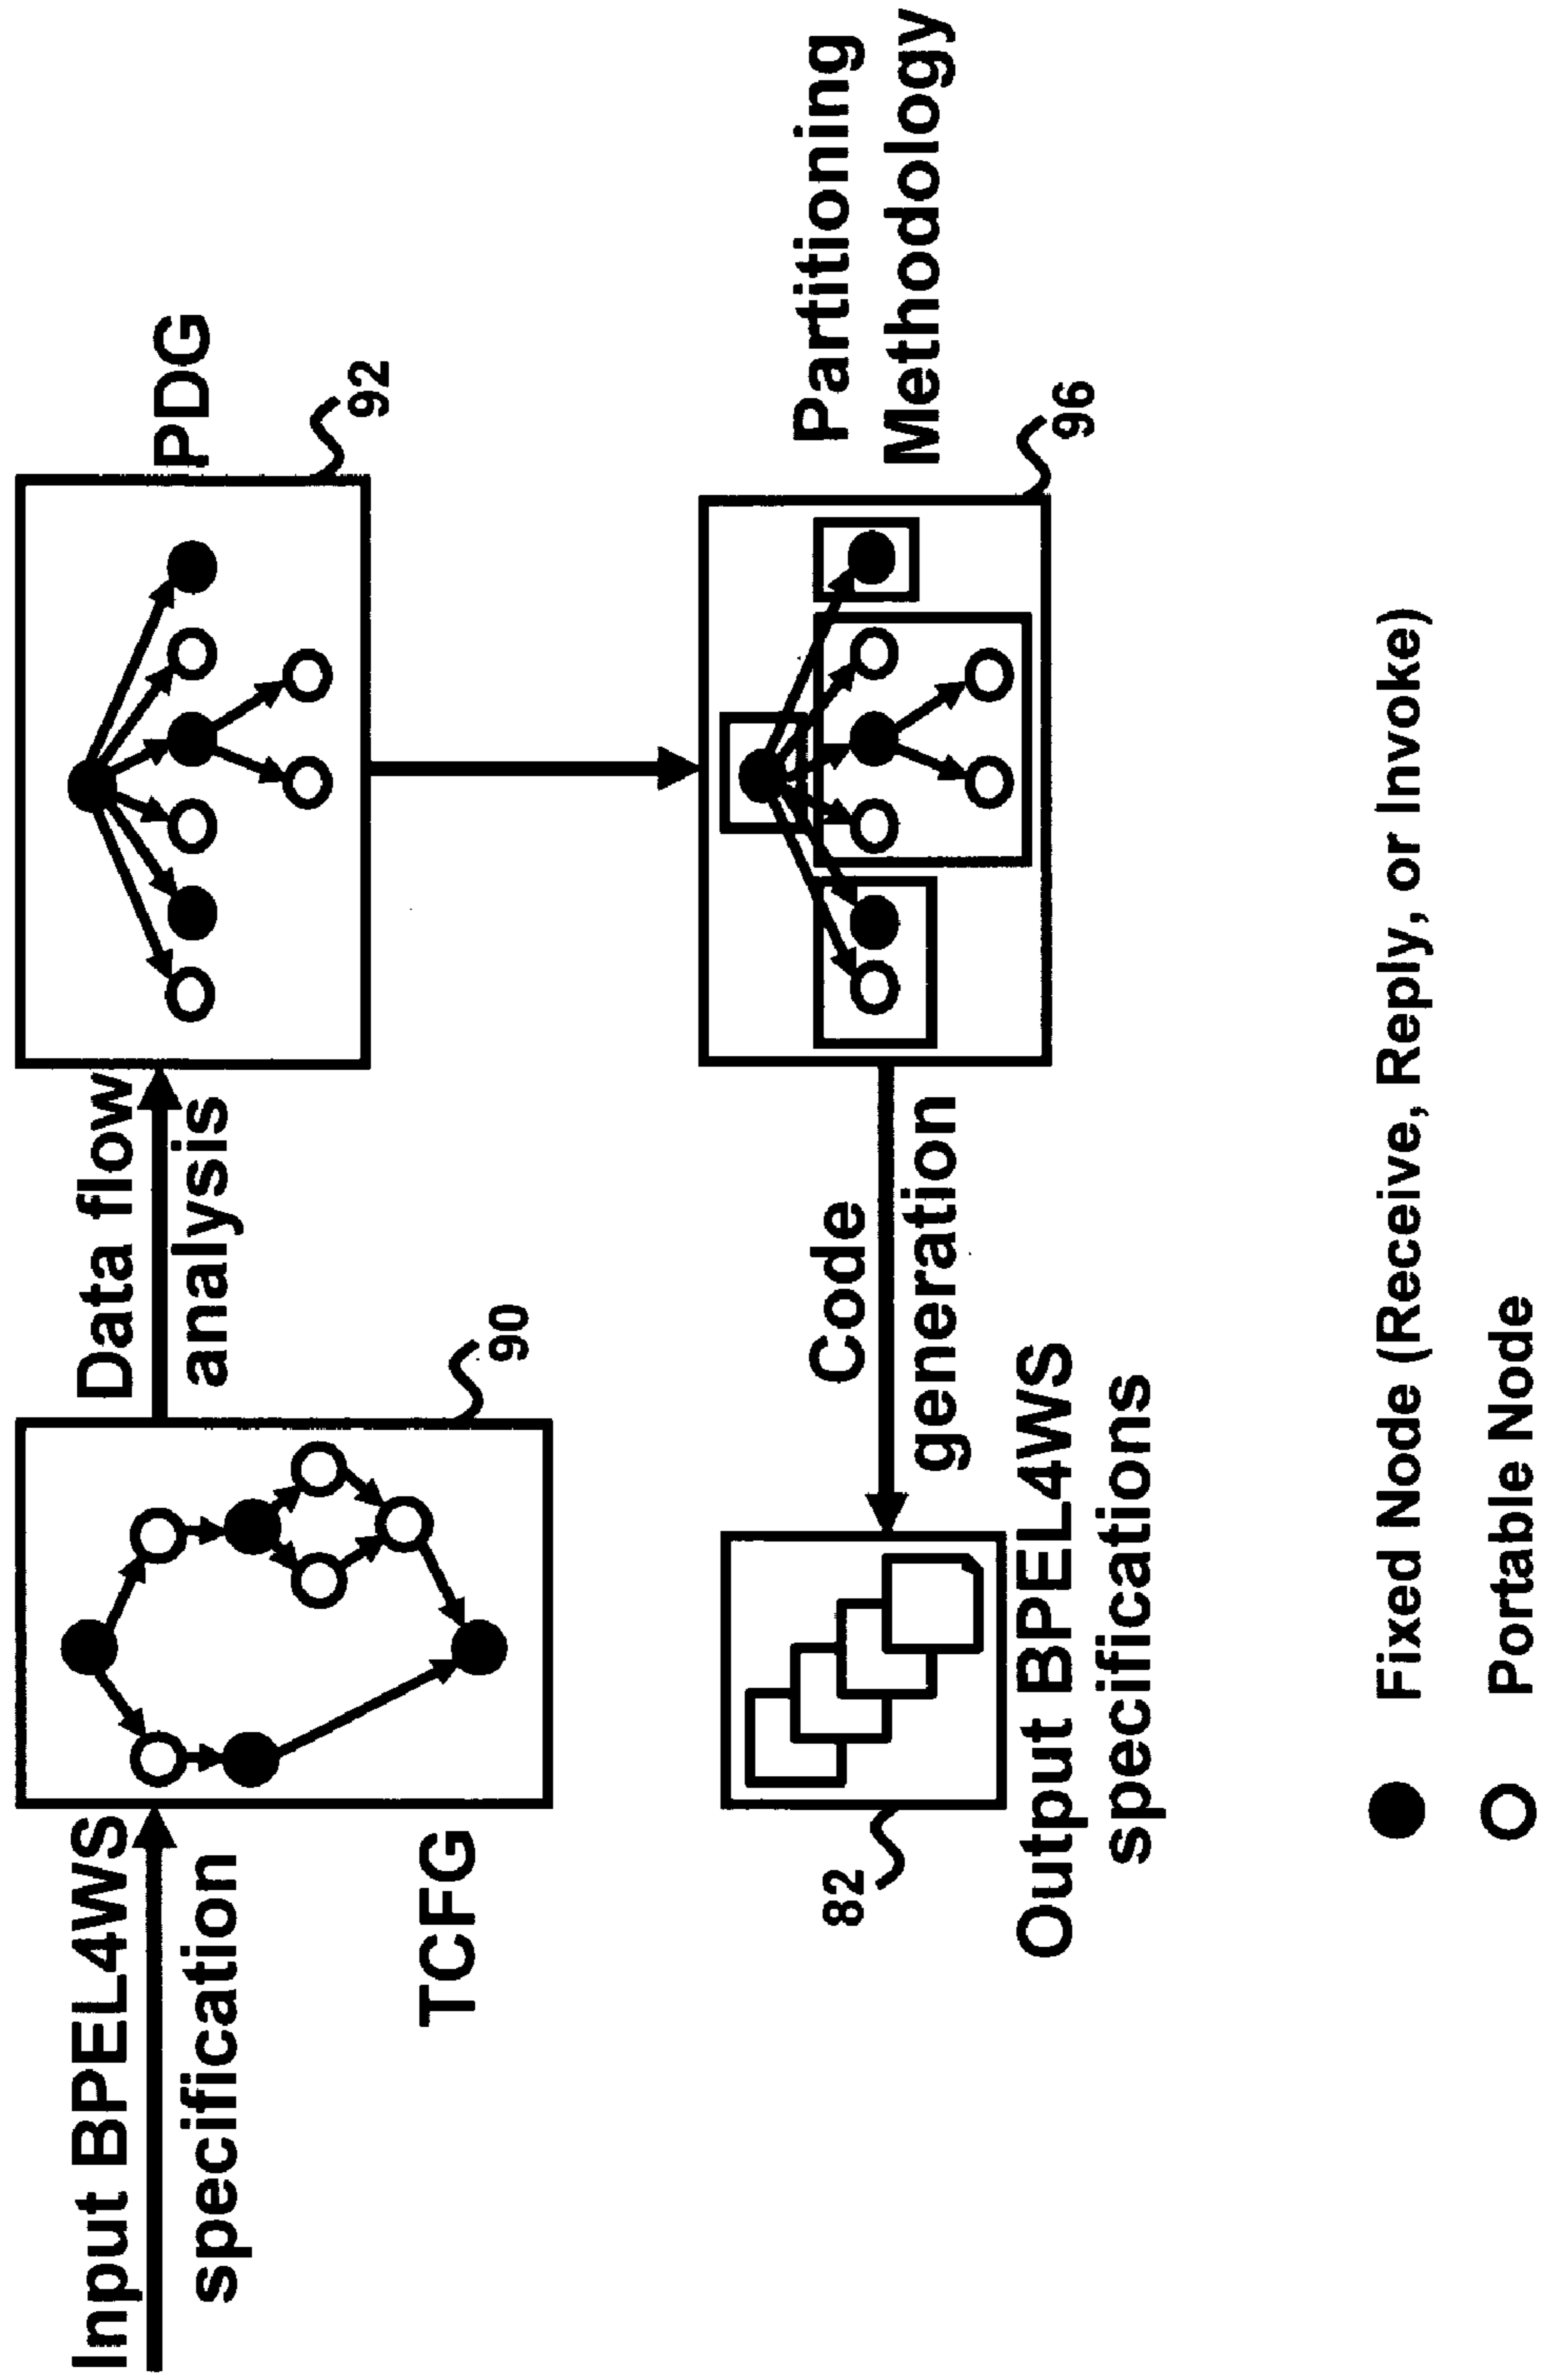 Input BPEL4WS
specification
TCFG
90
Data flow
analysis
PDG
92
Partitioning
Methodology
96
Code
generation
82
Output BPEL4WS
specifications
Fixed Node (Receive, Reply, or Invoke)
Portable Node